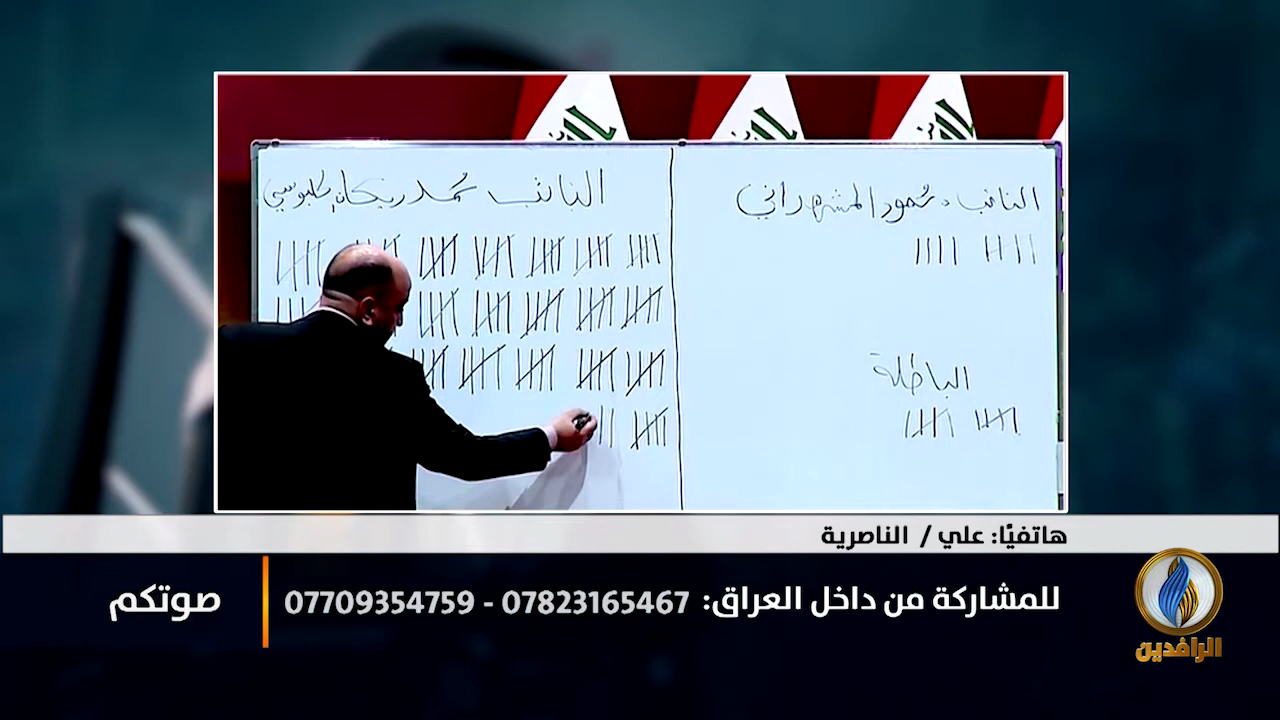 النائب د. محمود المشهداني
النائب محمد ريكان الحلبوسي
الباطلة
هاتفيًا: علي / الناصرية
للمشاركة من داخل العراق: 07823165467 - 07709354759
صوتكم
الرافدين